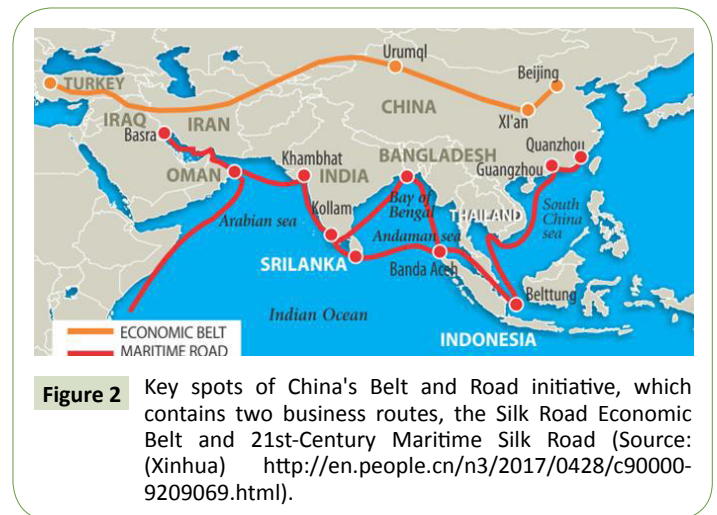 Urumql
Beijing
TURKEY
CHINA
IRAQ
IRAN
XI'an
Basra
Quanzhou
Khambhat
BANGLADESH
Guangzhou
OMAN
INDIA
Bay of
Bengal
Kollam
THAILAND
South
China
sea
Arabian sea
Andaman sea
SRILANKA
Banda Aceh
Belttung
Indian Ocean
INDONESIA
ECONOMIC BELT
MARITIME ROAD
Figure 2
Key spots of China's Belt and Road initiative, which
contains two business routes, the Silk Road Economic
Belt and 21st-Century Maritime Silk Road (Source:
(Xinhua) http://en.people.cn/n3/2017/0428/c90000-
9209069.html).